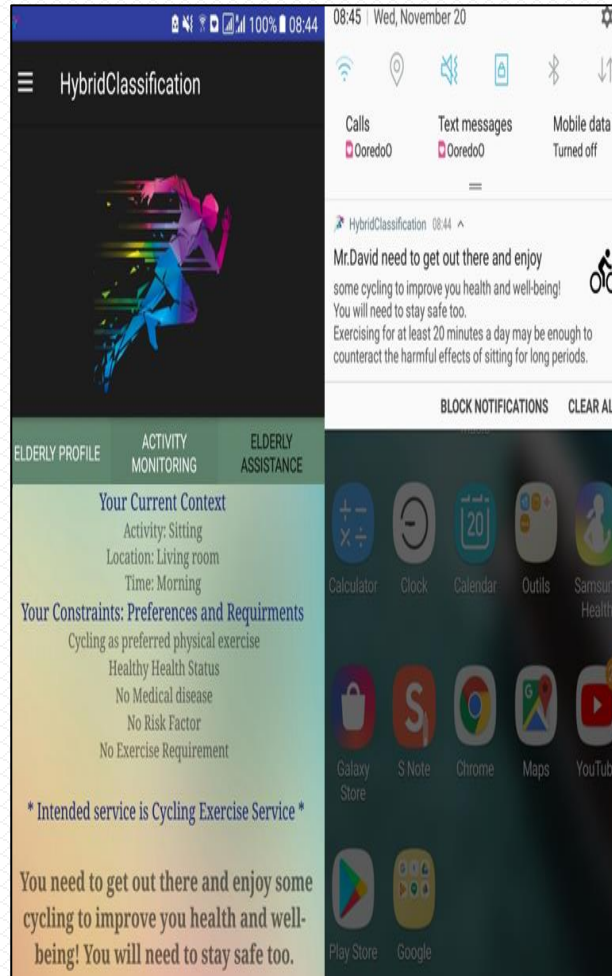 100% 08:44
HybridClassification
ELDERLY PROFILE
ACTIVITY
MONITORING
ELDERLY
ASSISTANCE
Your Current Context
Activity: Sitting
Location: Living room
Time: Morning
Your Constraints: Preferences and Requirments
Cycling as preferred physical exercise
Healthy Health Status
No Medical disease
No Risk Factor
No Exercise Requirement
* Intended service is Cycling Exercise Service *
You need to get out there and enjoy some
cycling to improve you health and well-
being! You will need to stay safe too.
08:45 Wed, November 20
Calls
OoredoO
Text messages
OoredoO
Mobile data
Turned off
HybridClassification 08:44
Mr.David need to get out there and enjoy
some cycling to improve you health and well-being!
You will need to stay safe too.
Exercising for at least 20 minutes a day may be enough to
counteract the harmful effects of sitting for long periods.
BLOCK NOTIFICATIONS CLEAR AL
20
Calculator Clock Calendar Outils Samsun
Health
S
Galaxy
Store
S Note Chrome Maps YouTub
Play Store Google